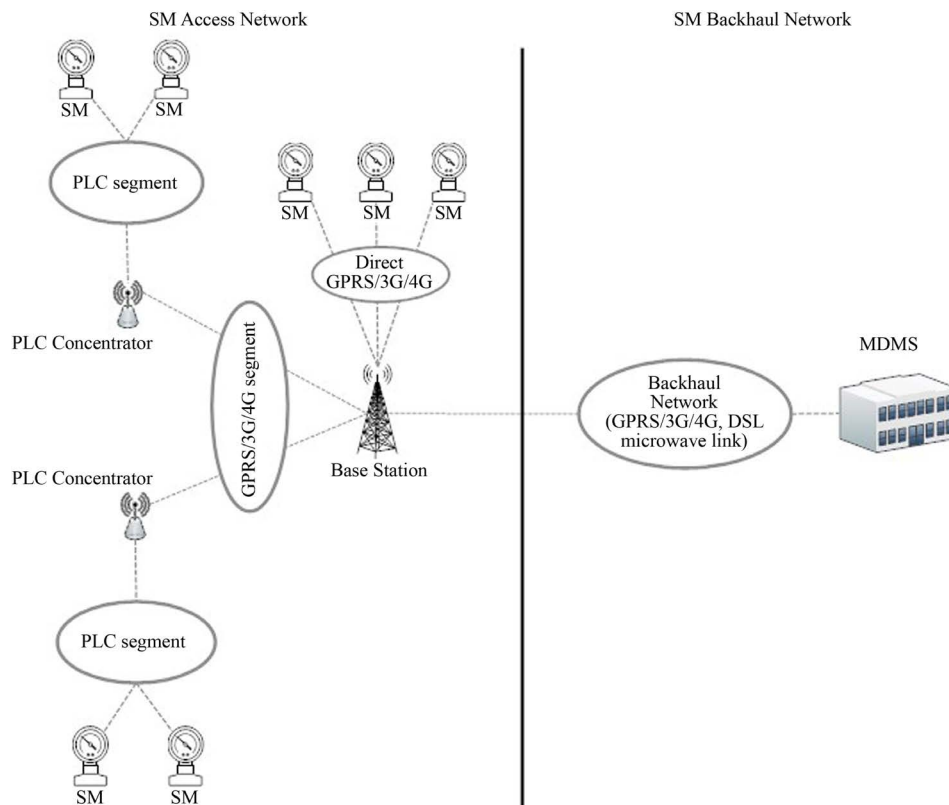 SM Access Network
SM Backhaul Network
SM
SM
PLC segment
SM
SM
SM
Direct
GPRS/3G/4G
PLC Concentrator
GPRS/3G/4G segment
MDMS
Backhaul
Network
(GPRS/3G/4G, DSL
microwave link)
Base Station
PLC Concentrator
PLC segment
SM
SM